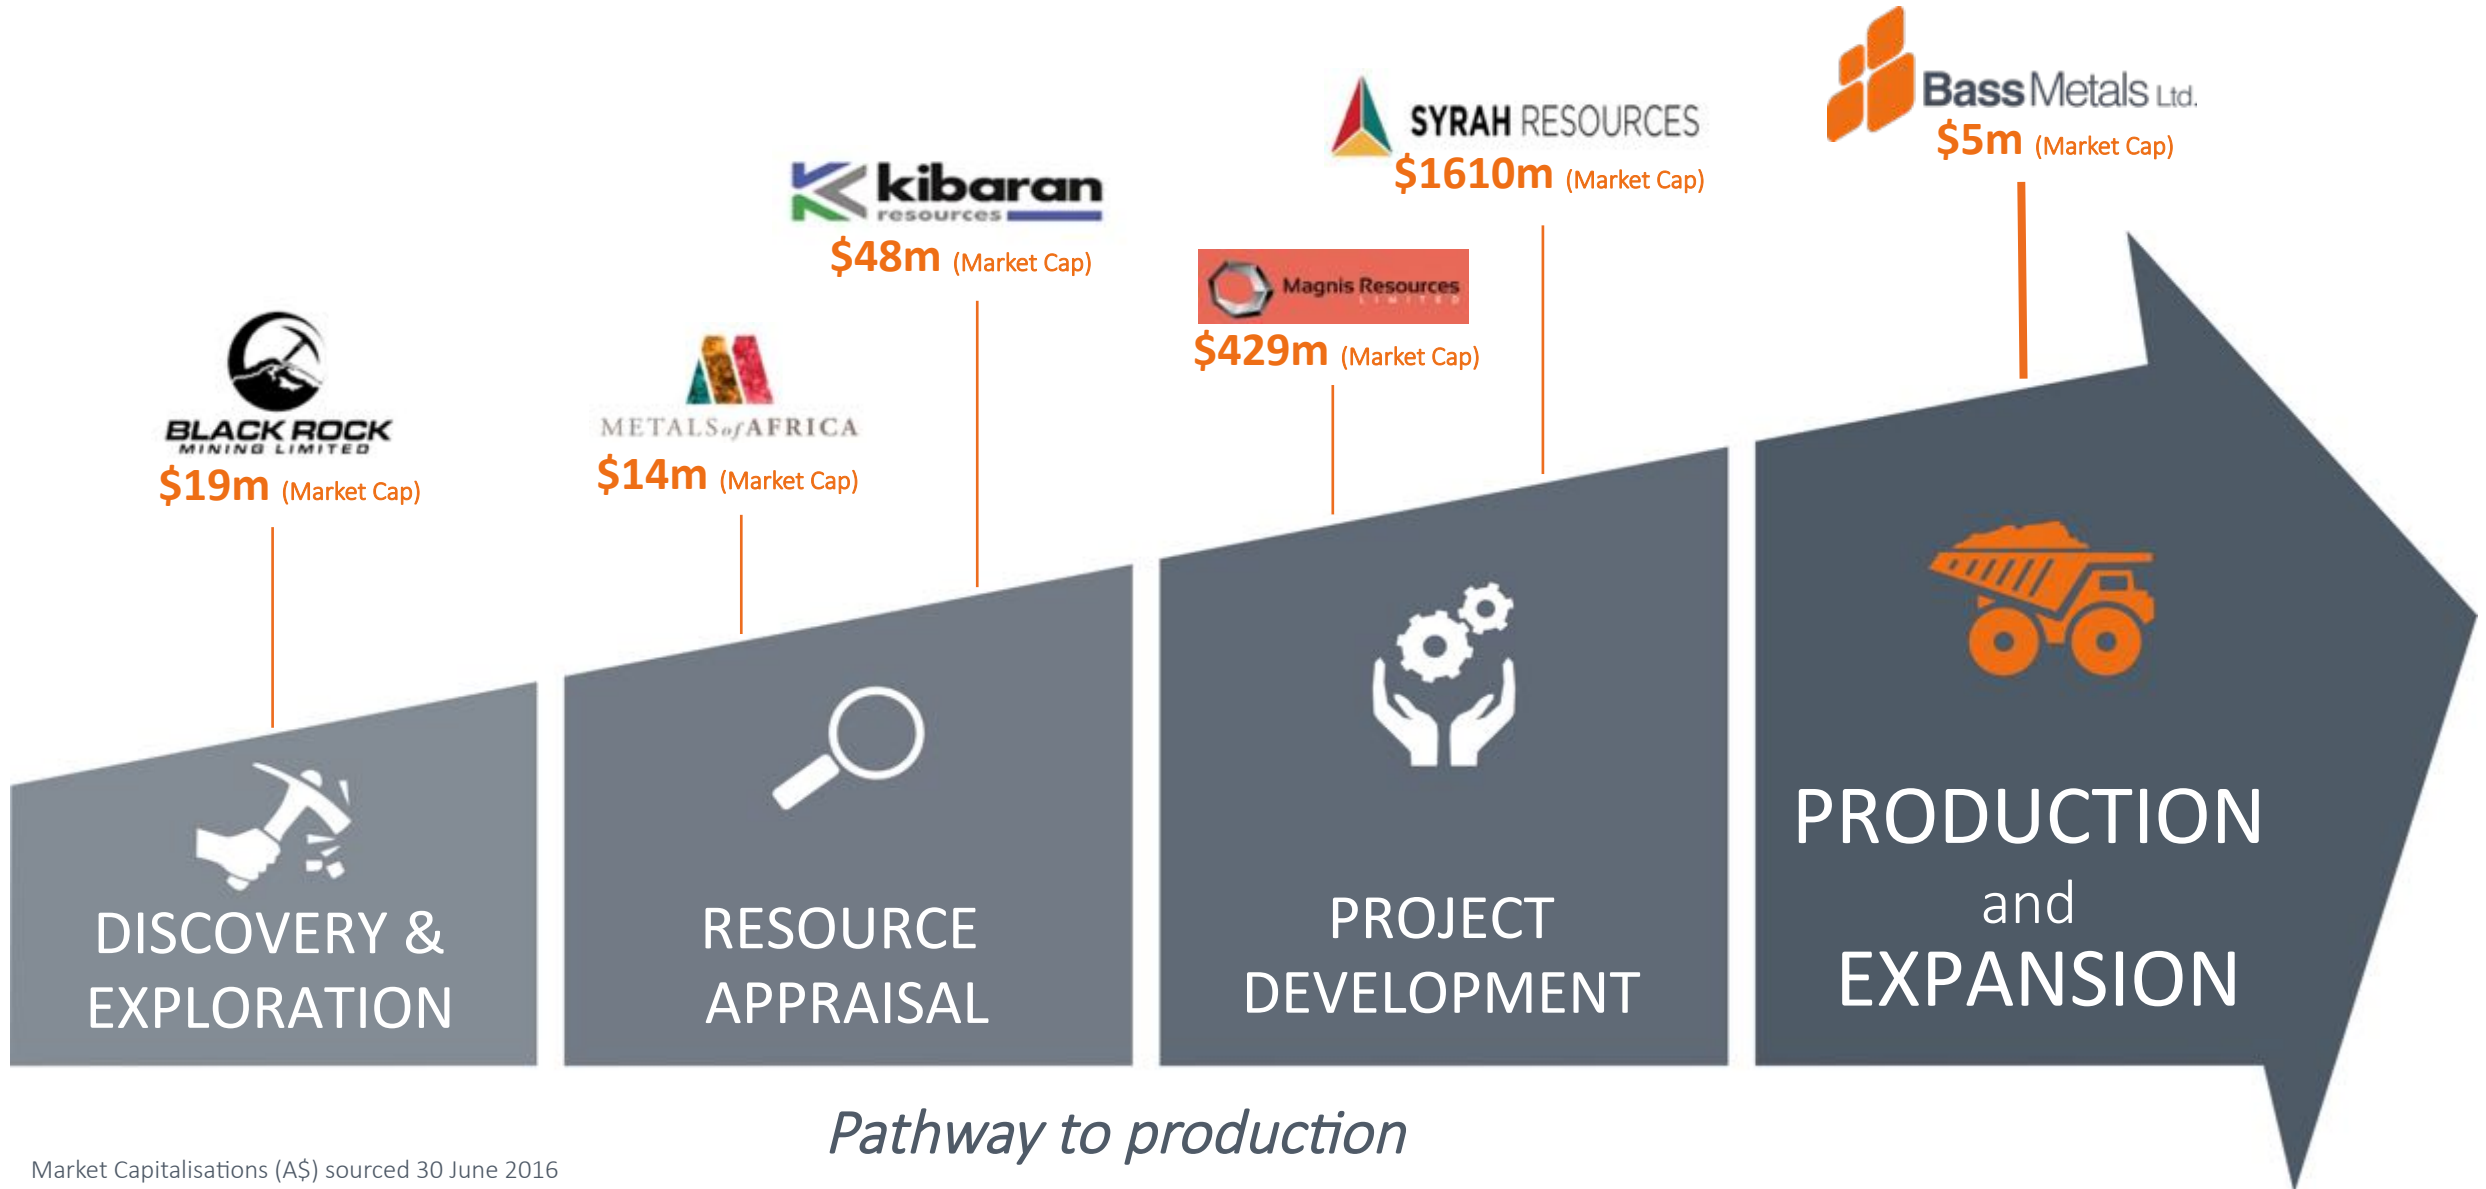 BLACK ROCK
MINING LIMITED
$19m (Market Cap)
METALS of AFRICA
$14m (Market Cap)
kibaran
resources
$48m (Market Cap)
Magnis Resources
LIMITED
$429m (Market Cap)
SYRAH RESOURCES
$1610m (Market Cap)
Bass Metals Ltd.
$5m (Market Cap)
DISCOVERY &
EXPLORATION
RESOURCE
APPRAISAL
PROJECT
DEVELOPMENT
PRODUCTION
and
EXPANSION
Pathway to production
Market Capitalisations (A$) sourced 30 June 2016